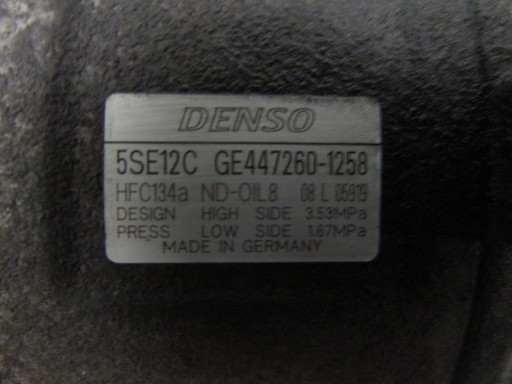 DENSO
5SE12C GE447260-1258
HFC134a ND-OIL8 08 L 05919
DESIGN HIGH SIDE 3.53MPa
PRESS LOW SIDE 1.67MPa
MADE IN GERMANY